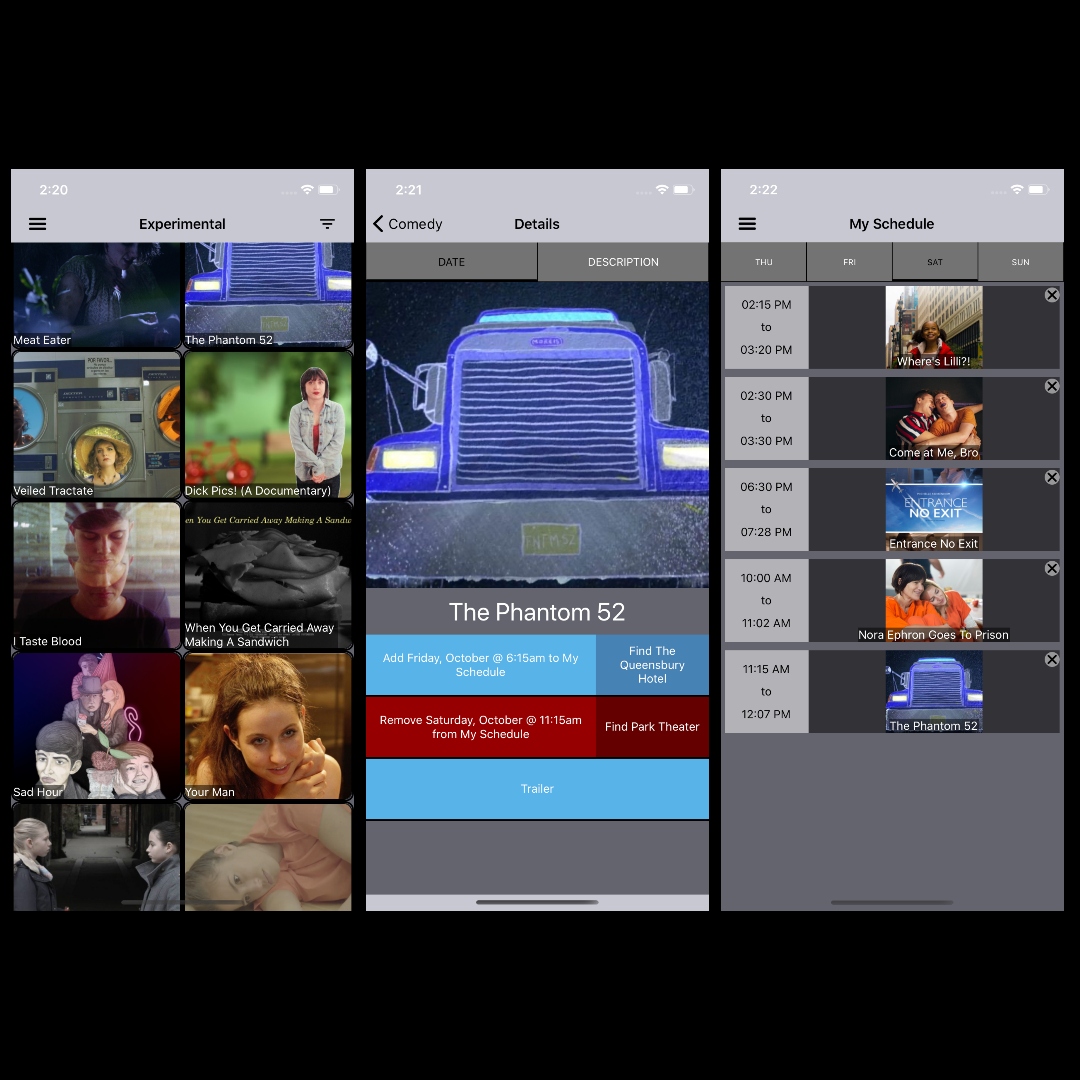 2:20
Experimental
Meat Eater
The Phantom 52
POR FAVOR...
Veiled Tractate
Dick Pics! (A Documentary)
en You Get Carried Away Making A Sandw
I Taste Blood
When You Get Carried Away
Making A Sandwich
Sad Hour
Your Man
2:21
Comedy
Details
DATE
DESCRIPTION
TNTM52
The Phantom 52
Add Friday, October @ 6:15am to My
Schedule
Find The
Queensbury
Hotel
Remove Saturday, October @ 11:15am
from My Schedule
Find Park Theater
Trailer
2:22
My Schedule
THU
FRI
SAT
SUN
02:15 PM
to
03:20 PM
Where's Lilli?!
02:30 PM
to
03:30 PM
Come at Me, Bro
06:30 PM
to
07:28 PM
ENTRANCE
NO EXIT
Entrance No Exit
10:00 AM
to
11:02 AM
Nora Ephron Goes To Prison
11:15 AM
to
12:07 PM
The Phantom 52